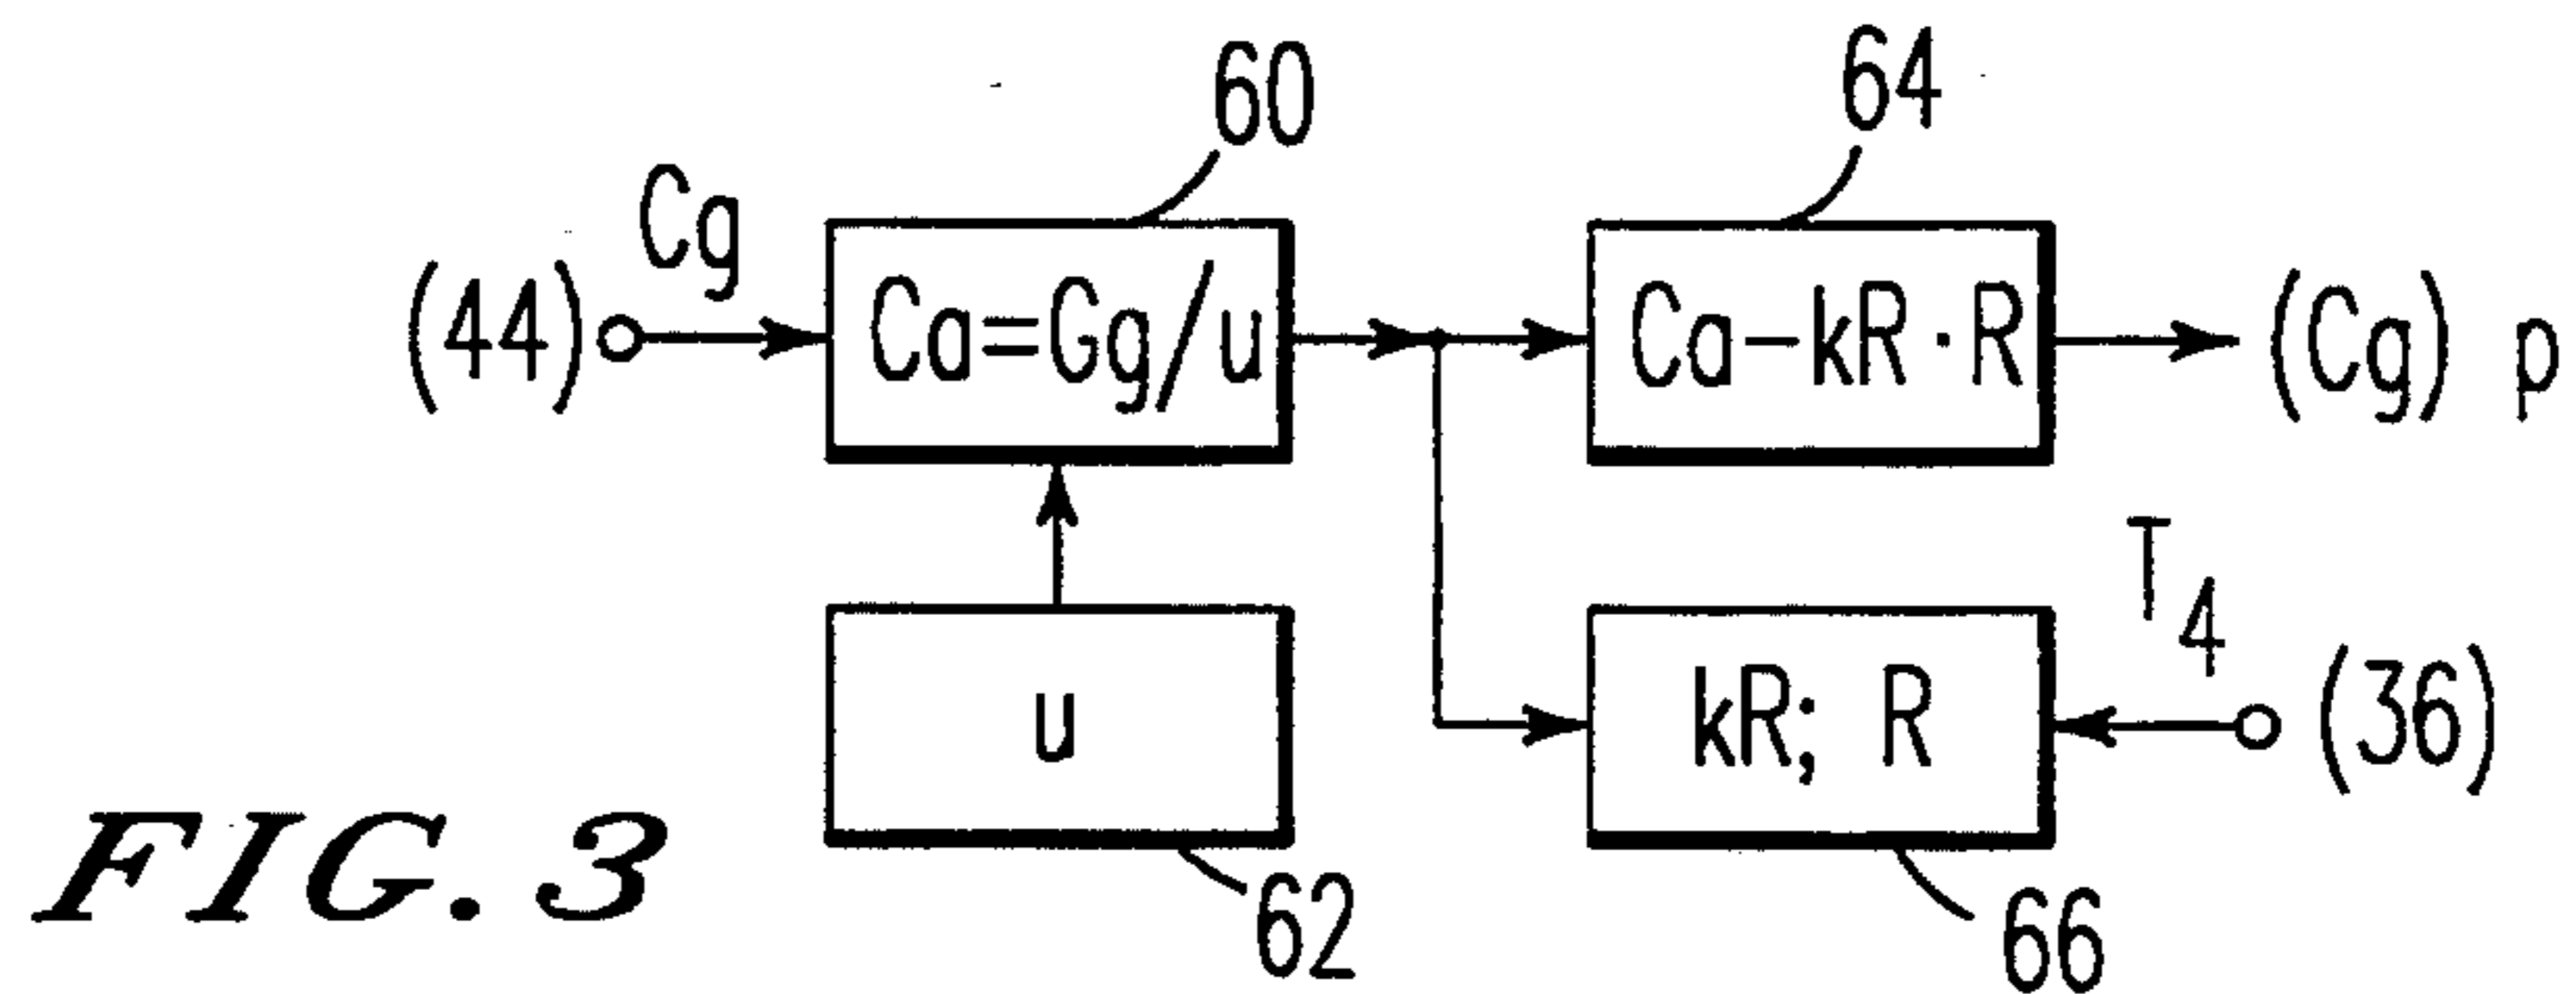 60
64
Cg
(44)
Ca=Gg/u
Ca-kR·R
(Cg) p
T4
u
kR; R
(36)
FIG. 3
62
66